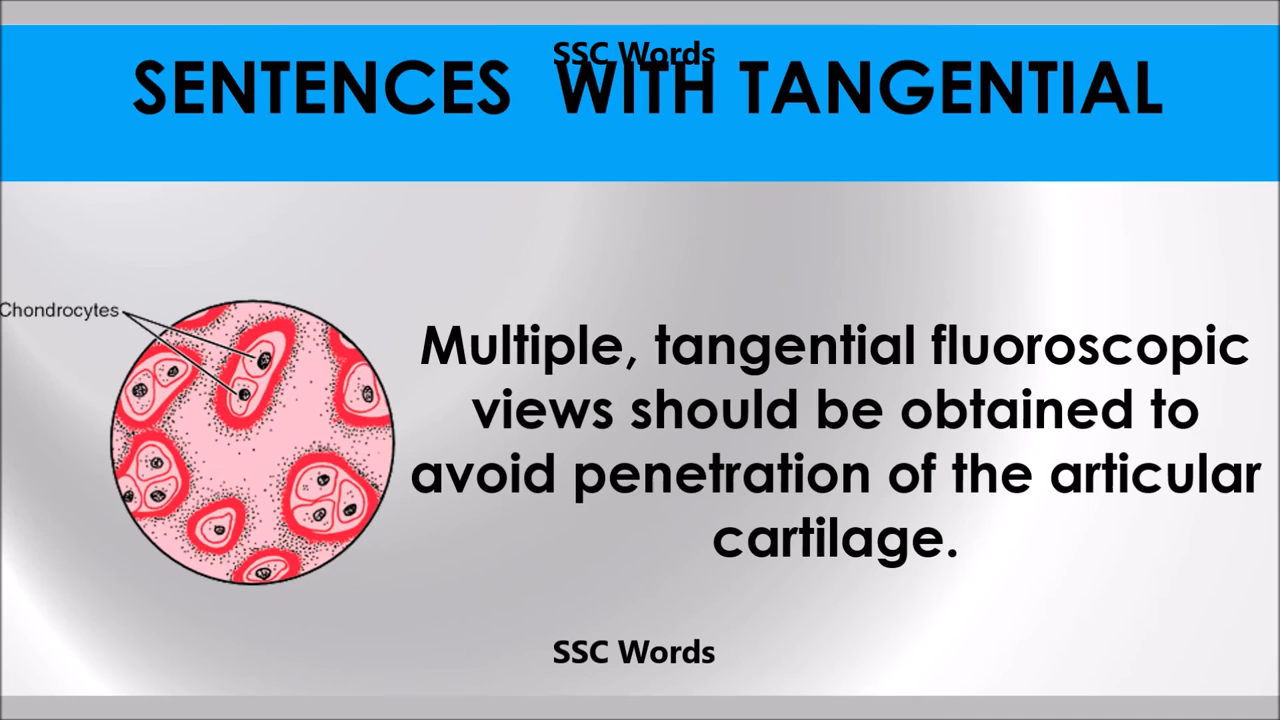 SSC Words
SENTENCES WITH TANGENTIAL
Chondrocytes
Multiple, tangential fluoroscopic
views should be obtained to
avoid penetration of the articular
cartilage.
SSC Words